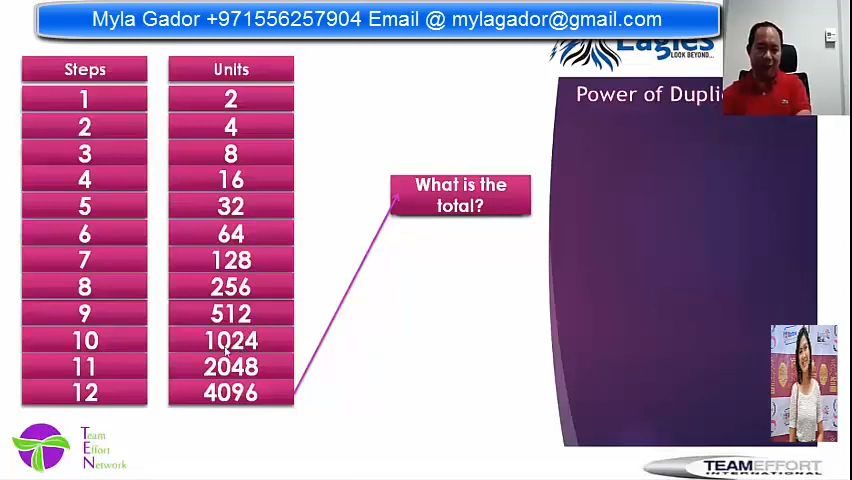 Myla Gador +971556257904 Email @ mylagador@gmail.com
Eagles
LOOK BEYOND...
Steps Units
1 2
2 4
3 8
4 16
5 32
6 64
7 128
8 256
9 512
10 1024
11 2048
12 4096
What is the
total?
Power of Dupli
Team
Effort
Network
TEAMEFFORT
INTERNATIONAL